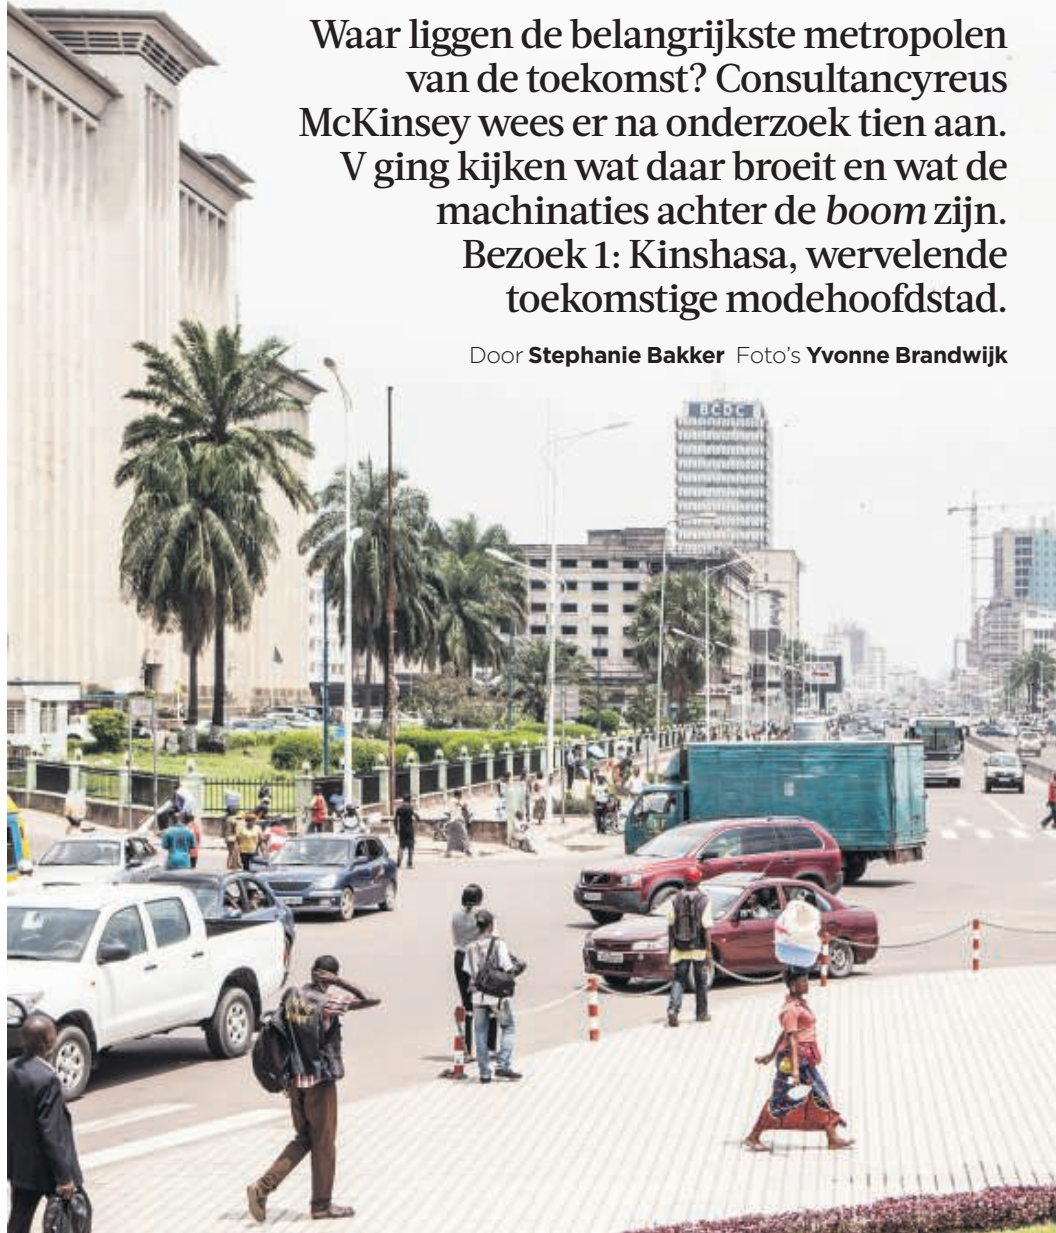 Waar liggen de belangrijkste metropolen
van de toekomst? Consultancyreus
McKinsey wees er na onderzoek tien aan.
V ging kijken wat daar broeit en wat de
machinaties achter de boom zijn.
Bezoek 1: Kinshasa, wervelende
toekomstige modehoofdstad.
Door Stephanie Bakker Foto's Yvonne Brandwijk
BCDC